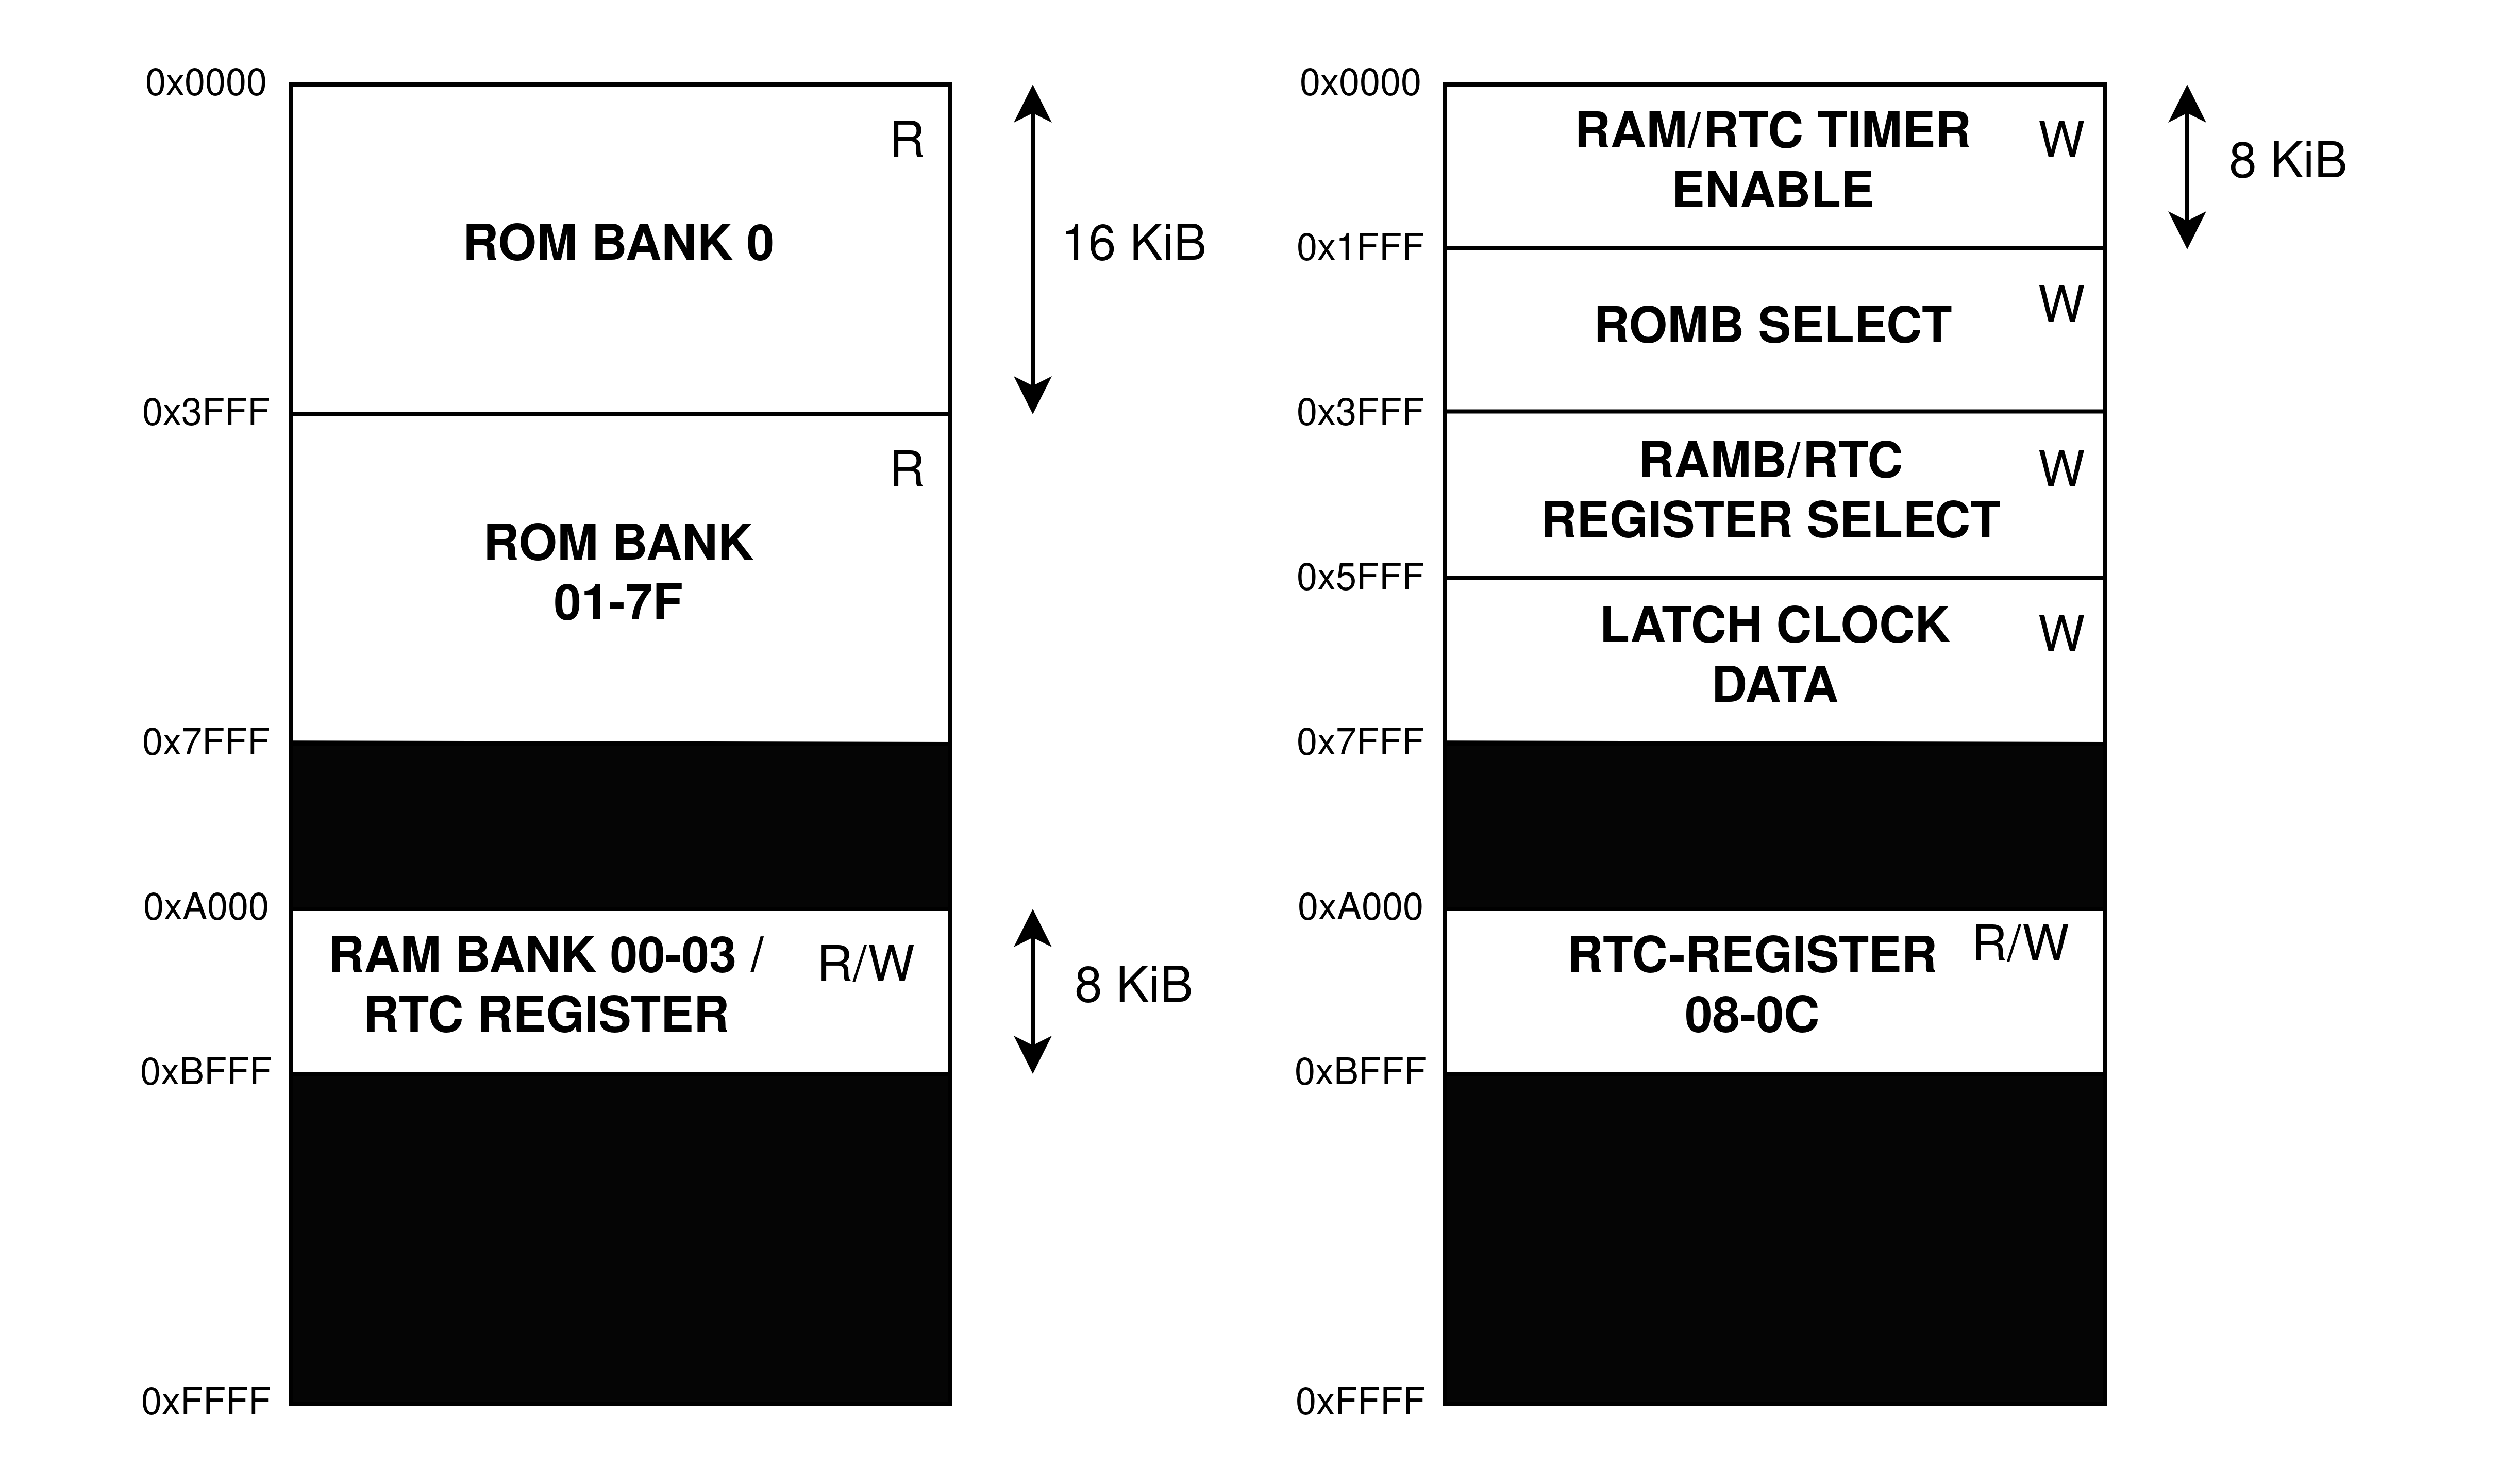 0x0000
R
ROM BANK 0
16 KiB
0x3FFF
R
ROM BANK
01-7F
0x7FFF
0xA000
RAM BANK 00-03 /
RTC REGISTER
R/W
8 KiB
0xBFFF
0xFFFF
0x0000
RAM/RTC TIMER
ENABLE
W
8 KiB
0x1FFF
ROMB SELECT
W
0x3FFF
RAMB/RTC
REGISTER SELECT
W
0x5FFF
LATCH CLOCK
DATA
W
0x7FFF
0xA000
RTC-REGISTER
08-0C
R/W
0xBFFF
0xFFFF